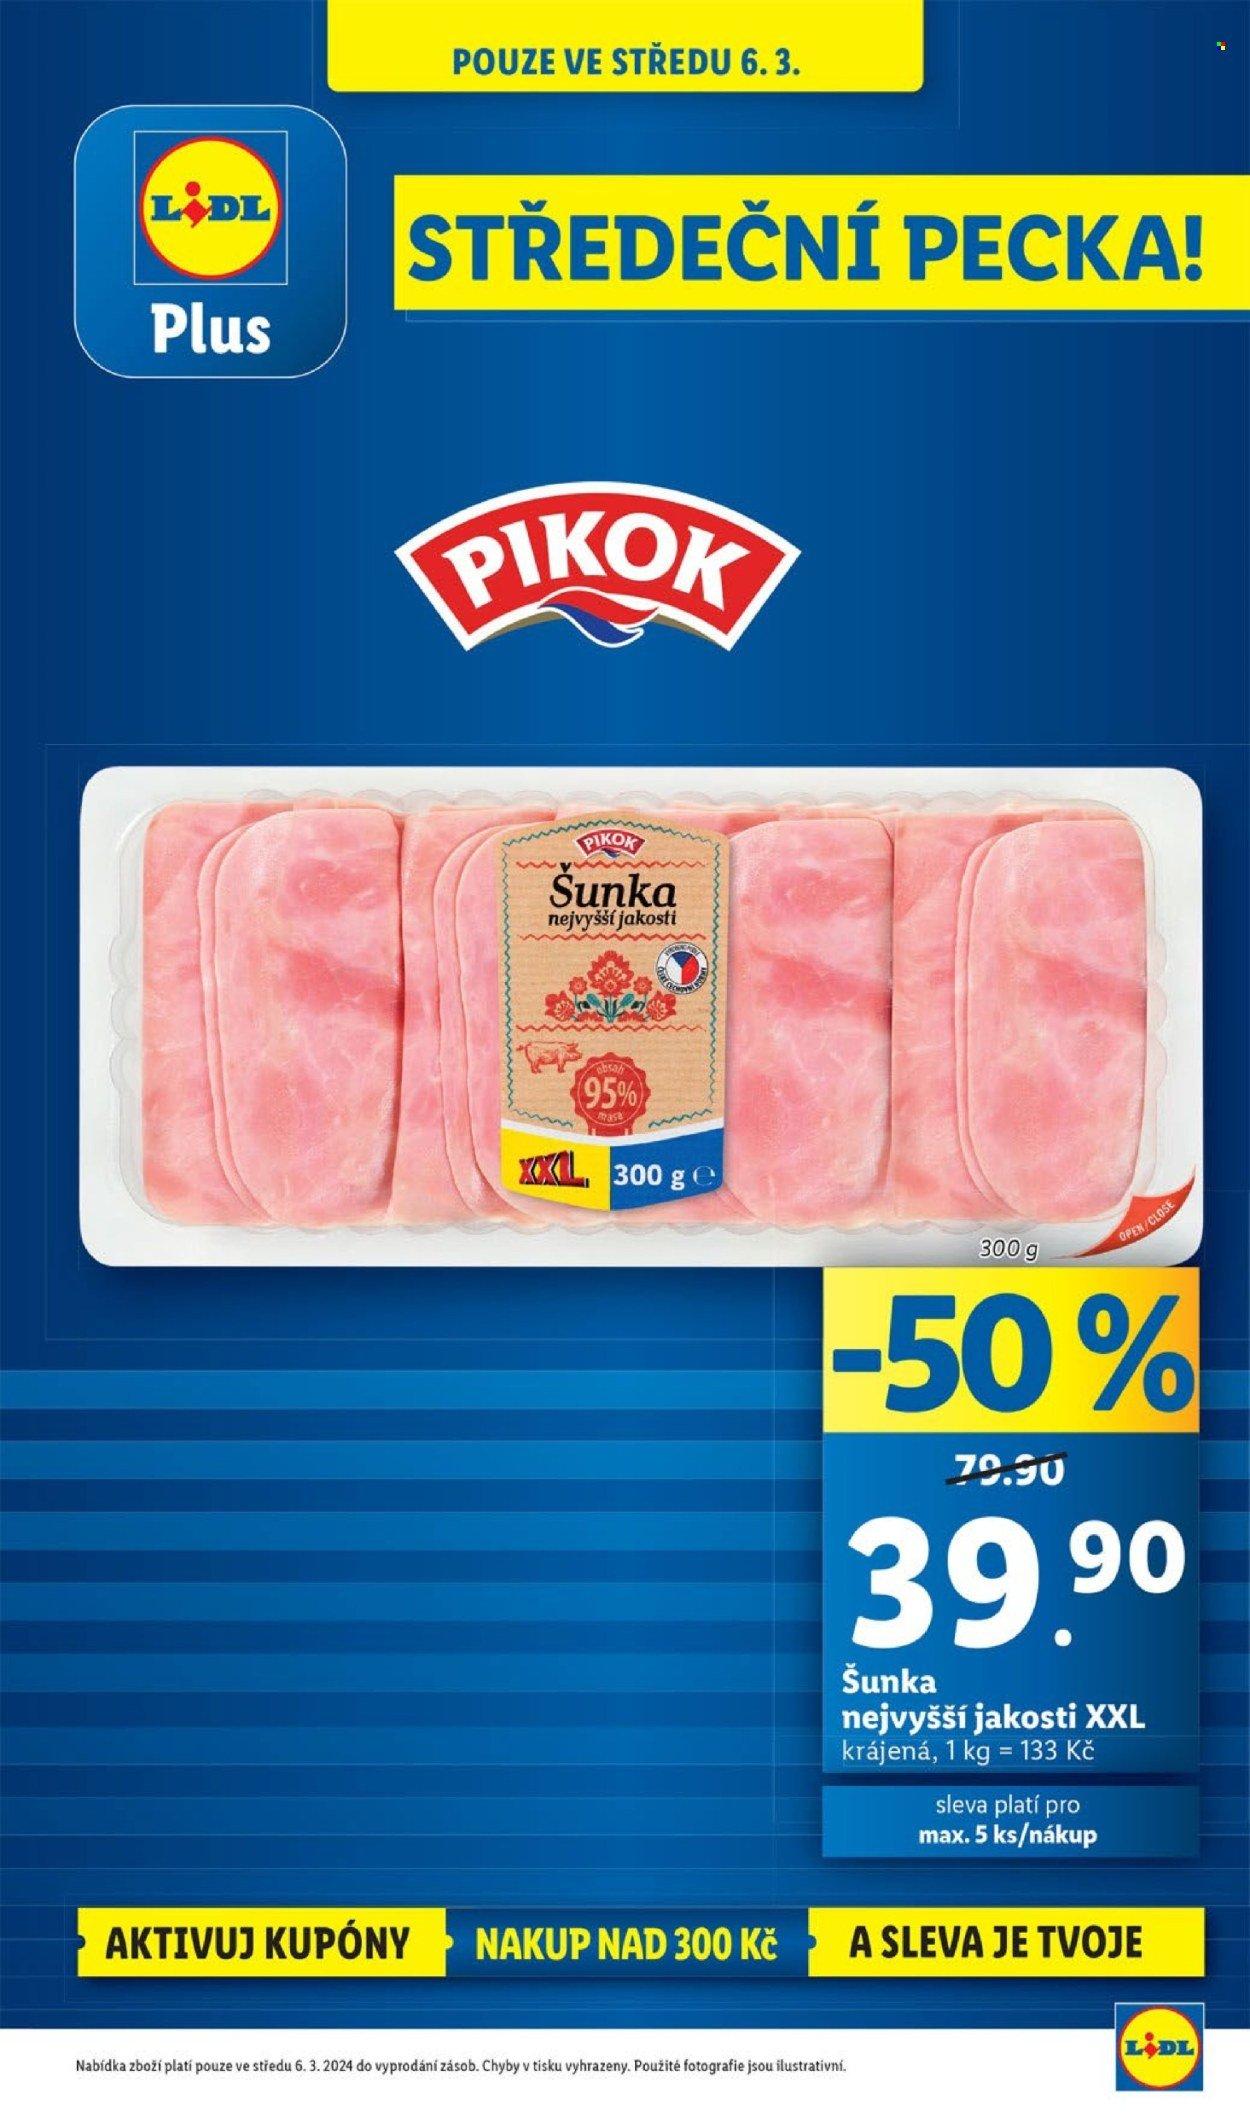 POUZE VE STŘEDU 6. 3.
LIDL
Plus
STŘEDEČNÍ PECKA!
PIKOK
PIKOK
Šunka
nejvyšší jakosti
ČESKÉ CECHOVNÍ NORMY
obsah
95%
masa
XXL
300 g ℮
OPEN/CLOSE
300 g
-50 %
79.90
39.90
Šunka
nejvyšší jakosti XXL
krájená, 1 kg = 133 Kč
sleva platí pro
max. 5 ks/nákup
AKTIVUJ KUPÓNY
NAKUP NAD 300 Kč
A SLEVA JE TVOJE
LIDL
Nabídka zboží platí pouze ve středu 6. 3. 2024 do vyprodání zásob. Chyby v tisku vyhrazeny. Použité fotografie jsou ilustrativní.